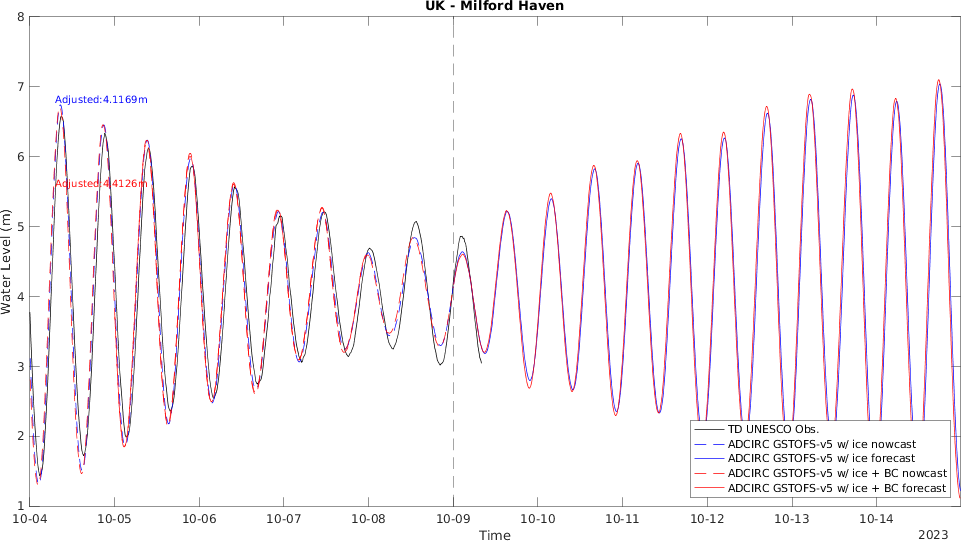 UK - Milford Haven
8
7
6
5
4
3
2
1
Water Level (m)
Adjusted:4.1169m
Adjusted:4.4126m
TD UNESCO Obs.
ADCIRC GSTOFS-v5 w/ ice nowcast
ADCIRC GSTOFS-v5 w/ ice forecast
ADCIRC GSTOFS-v5 w/ ice + BC nowcast
ADCIRC GSTOFS-v5 w/ ice + BC forecast
10-04 10-05 10-06 10-07 10-08 10-09 10-10 10-11 10-12 10-13 10-14
Time
2023